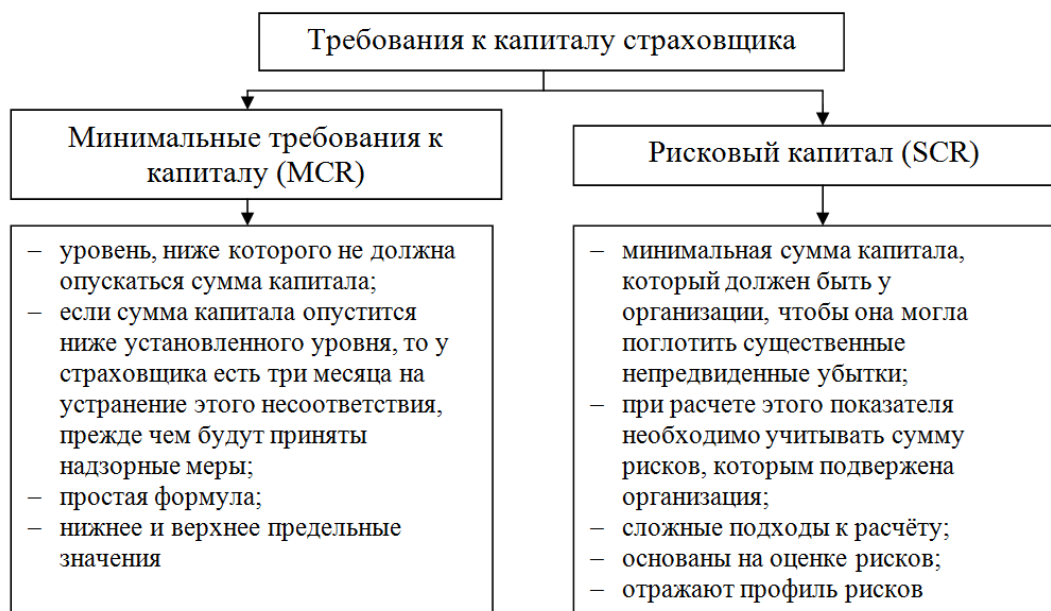 Требования к капиталу страховщика
Минимальные требования к
капиталу (MCR)
– уровень, ниже которого не должна
опускаться сумма капитала;
– если сумма капитала опустится
ниже установленного уровня, то у
страховщика есть три месяца на
устранение этого несоответствия,
прежде чем будут приняты
надзорные меры;
– простая формула;
– нижнее и верхнее предельные
значения
Рисковый капитал (SCR)
– минимальная сумма капитала,
который должен быть у
организации, чтобы она могла
поглотить существенные
непредвиденные убытки;
– при расчете этого показателя
необходимо учитывать сумму
рисков, которым подвержена
организация;
– сложные подходы к расчёту;
– основаны на оценке рисков;
– отражают профиль рисков